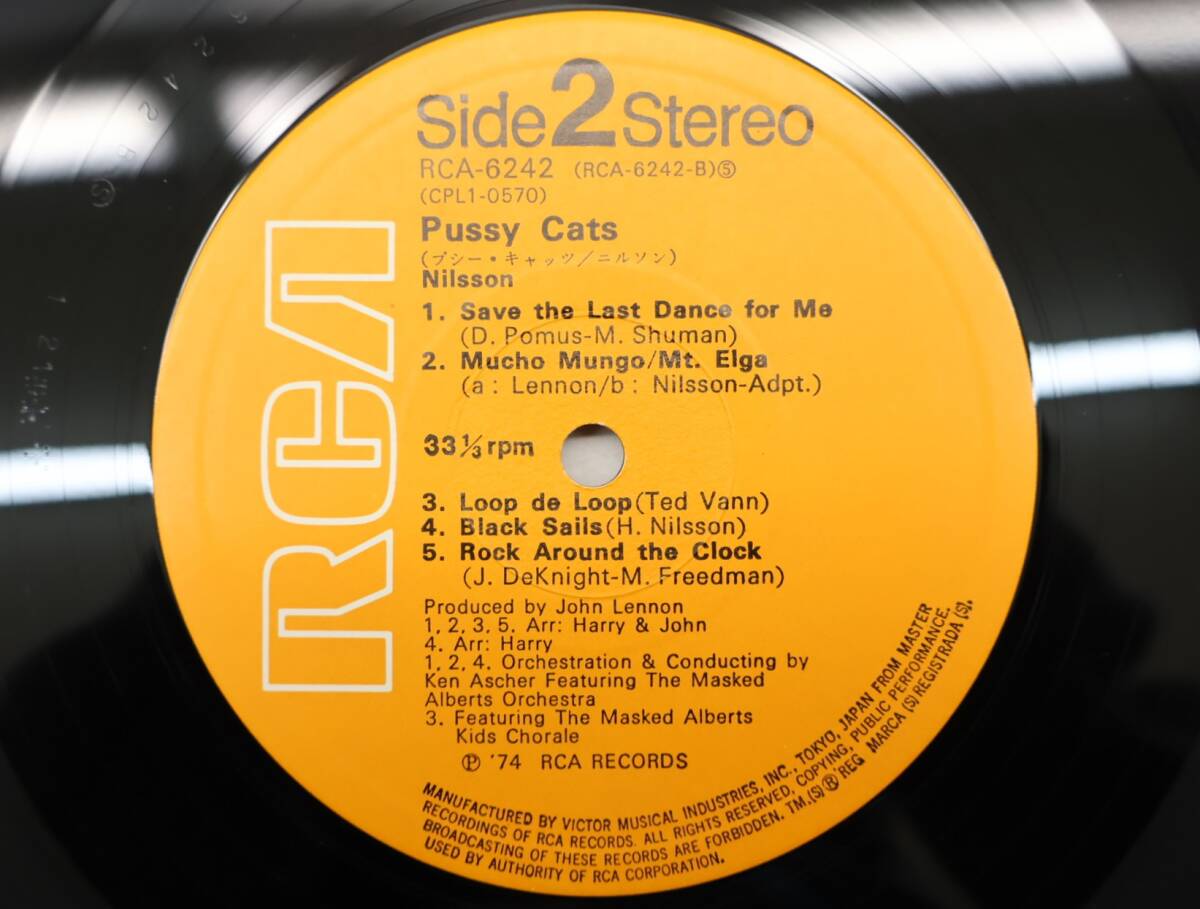 Side 2 Stereo
RCA-6242 (RCA-6242-B)⑤
(CPL1-0570)
Pussy Cats
(プシー・キャッツ/ニルソン)
Nilsson
1. Save the Last Dance for Me
(D. Pomus-M. Shuman)
2. Mucho Mungo/Mt. Elga
(a : Lennon/b : Nilsson-Adpt.)
33 1/3 rpm
3. Loop de Loop(Ted Vann)
4. Black Sails(H. Nilsson)
5. Rock Around the Clock
(J. DeKnight-M. Freedman)
Produced by John Lennon
1, 2, 3, 5. Arr: Harry & John
4. Arr: Harry
1, 2, 4. Orchestration & Conducting by
Ken Ascher Featuring The Masked
Alberts Orchestra
3. Featuring The Masked Alberts
Kids Chorale
℗ '74 RCA RECORDS
MANUFACTURED BY VICTOR MUSICAL INDUSTRIES, INC., TOKYO, JAPAN FROM MASTER
RECORDINGS OF RCA RECORDS. ALL RIGHTS RESERVED. COPYING, PUBLIC PERFORMANCE,
BROADCASTING OF THESE RECORDS ARE FORBIDDEN. TM.(S)® REG MARCA (S) REGISTRADA (S).
USED BY AUTHORITY OF RCA CORPORATION.
RCA